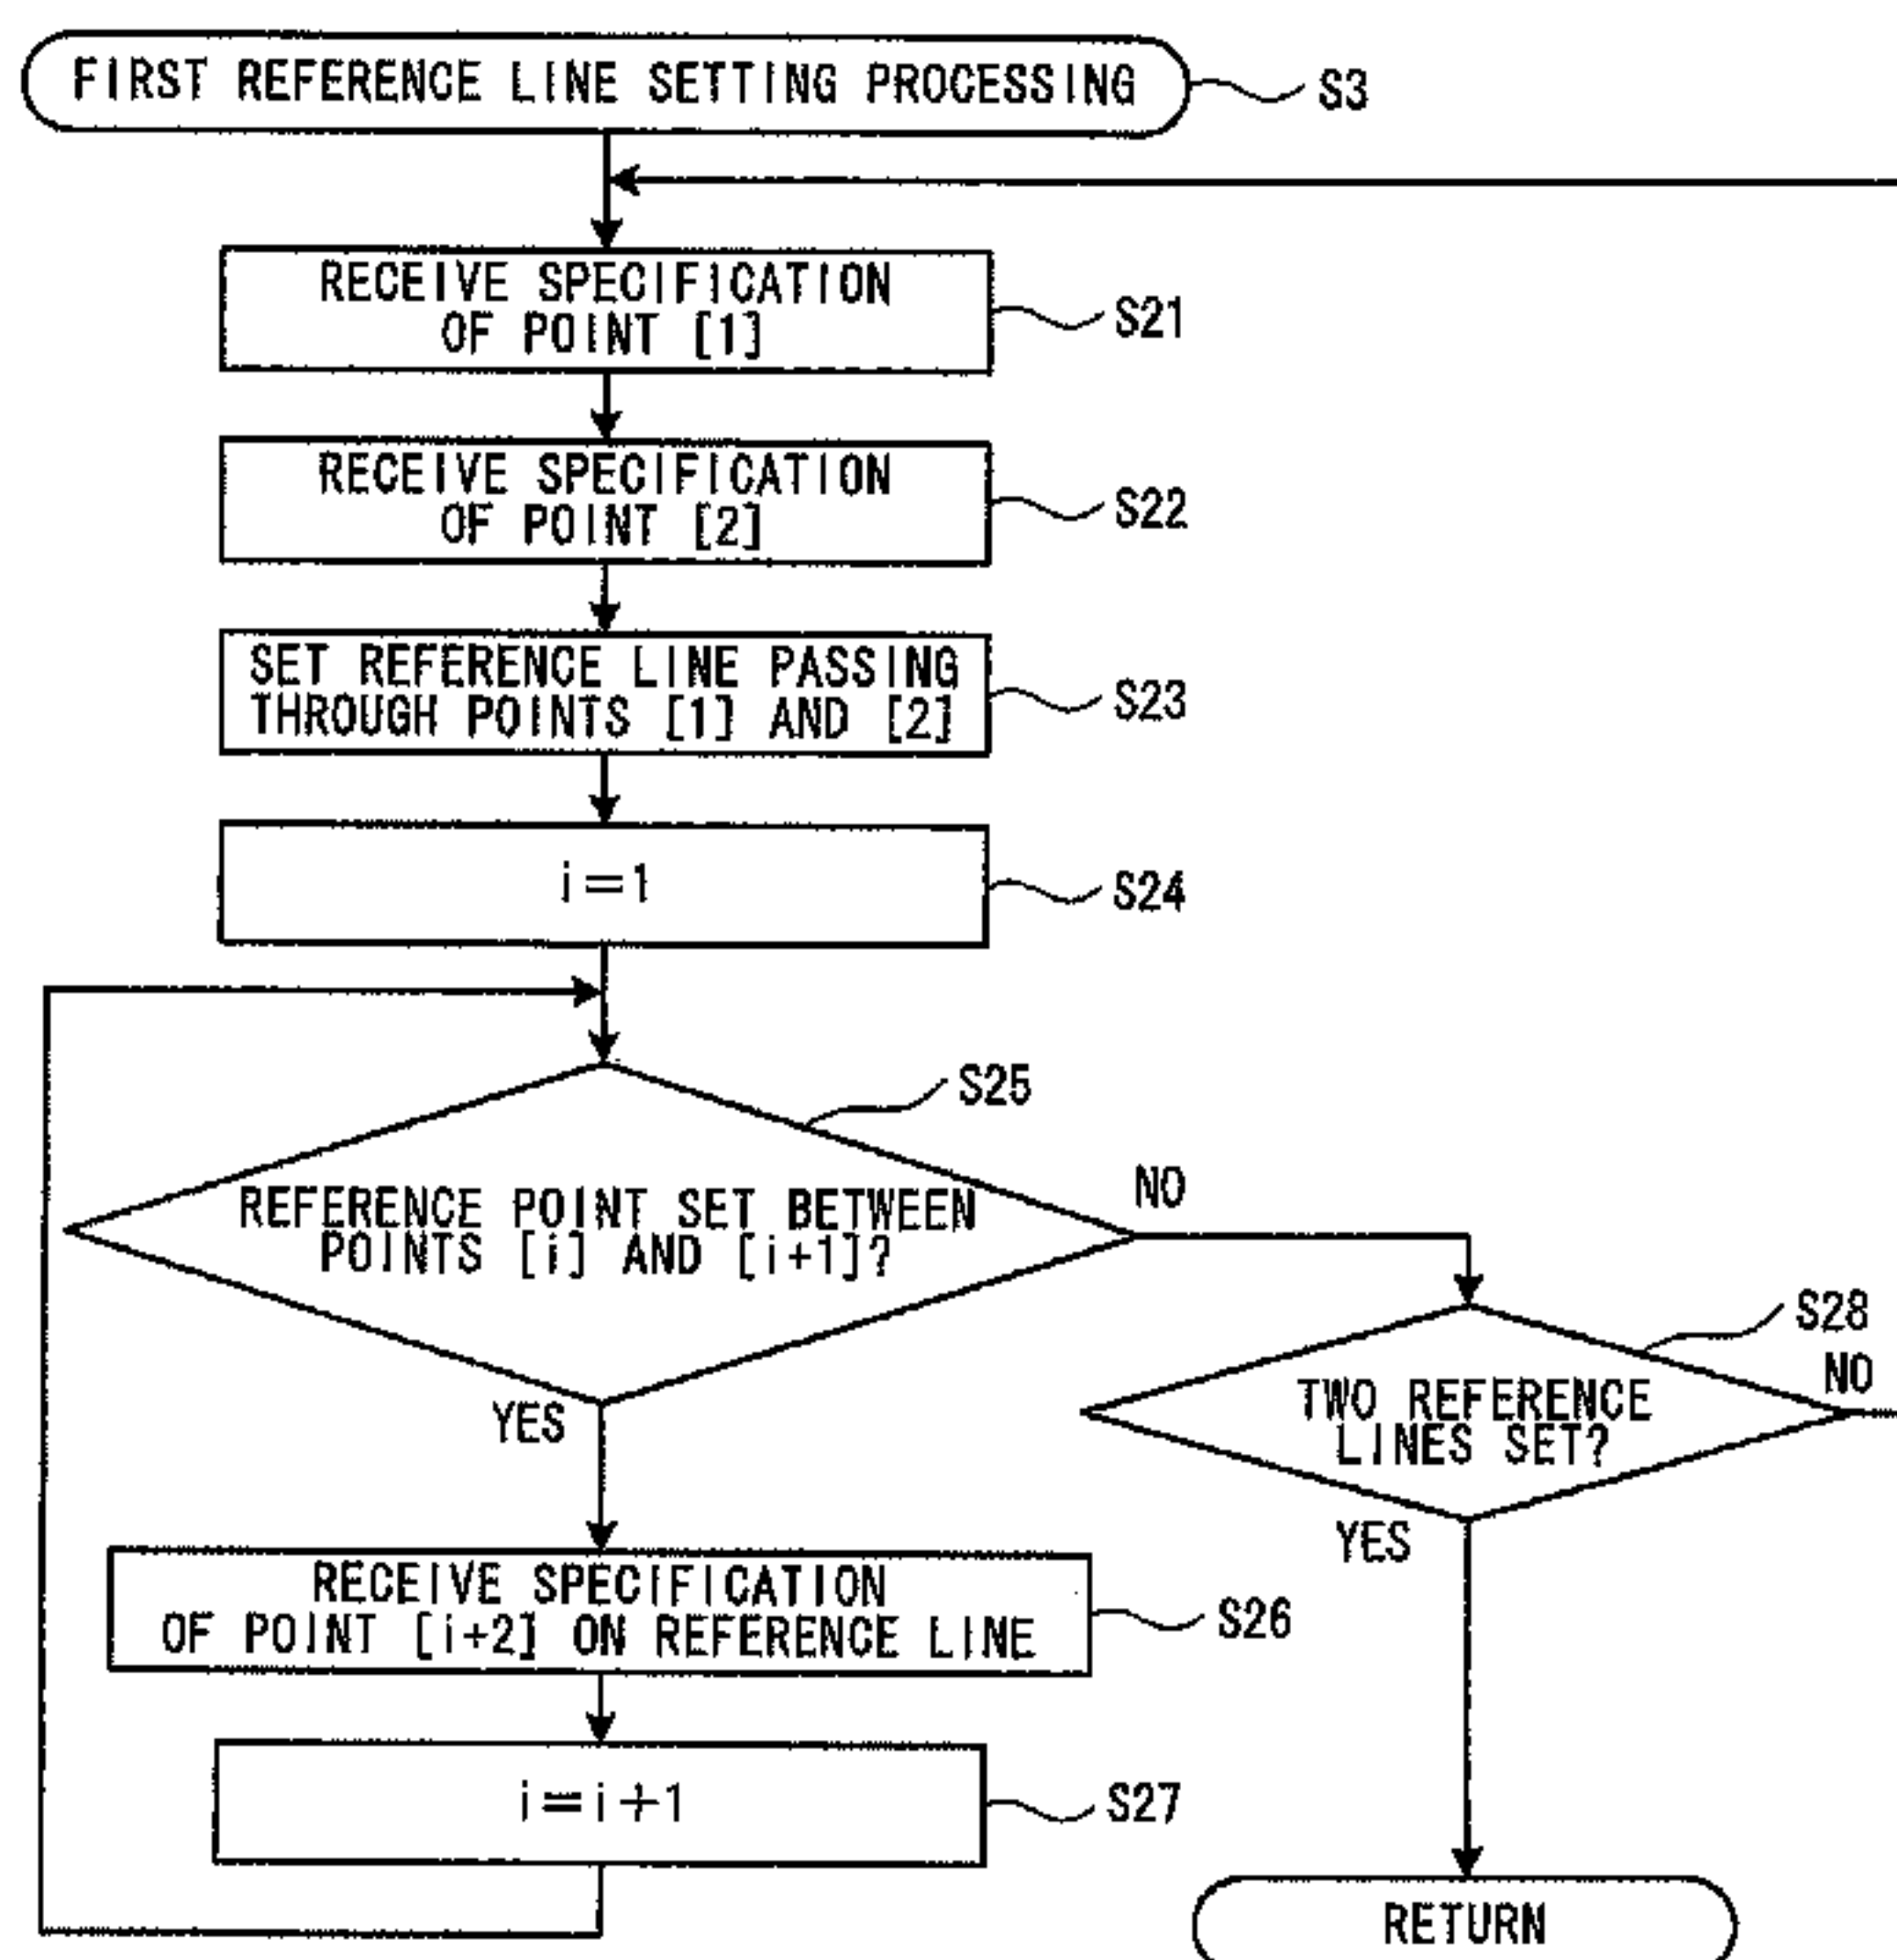 FIRST REFERENCE LINE SETTING PROCESSING
S3
RECEIVE SPECIFICATION
OF POINT [1]
S21
RECEIVE SPECIFICATION
OF POINT [2]
S22
SET REFERENCE LINE PASSING
THROUGH POINTS [1] AND [2]
S23
i=1
S24
S25
REFERENCE POINT SET BETWEEN
POINTS [i] AND [i+1]?
NO
YES
S28
TWO REFERENCE
LINES SET?
NO
YES
RECEIVE SPECIFICATION
OF POINT [i+2] ON REFERENCE LINE
S26
i=i+1
S27
RETURN